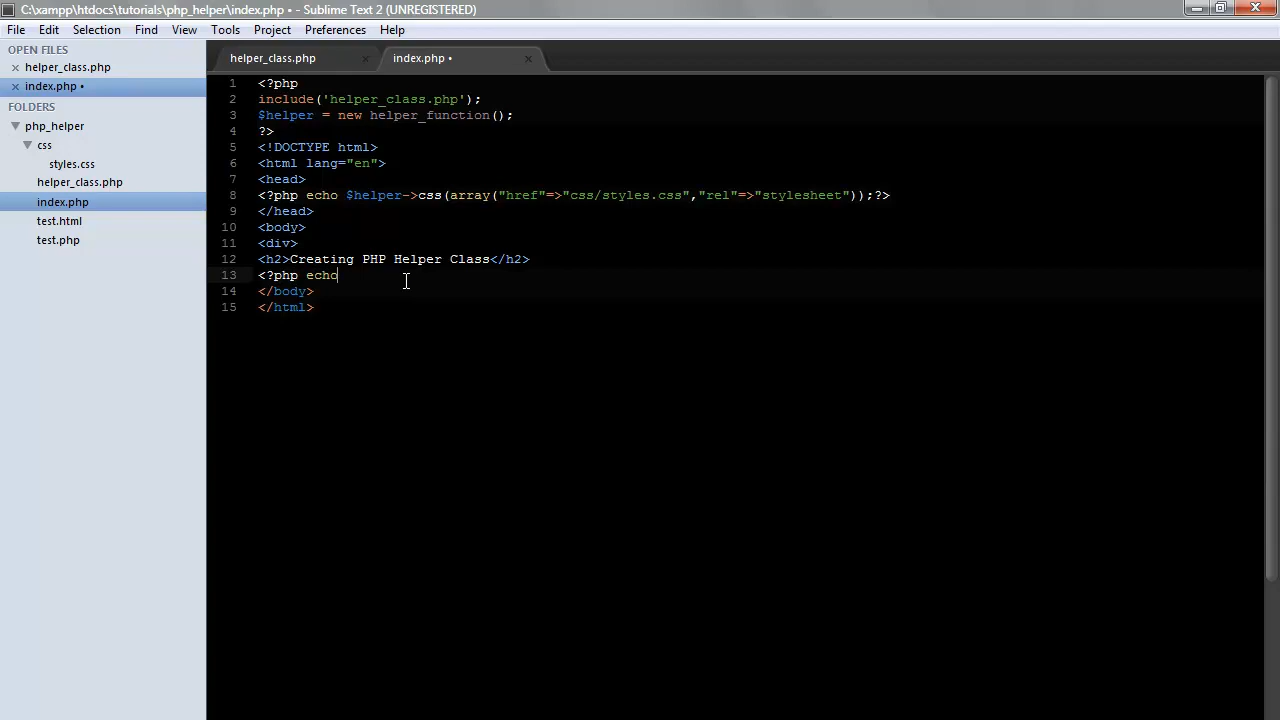 C:\xampp\htdocs\tutorials\php_helper\index.php • - Sublime Text 2 (UNREGISTERED)
File Edit Selection Find View Tools Project Preferences Help
OPEN FILES
helper_class.php
index.php •
FOLDERS
php_helper
css
styles.css
helper_class.php
index.php
test.html
test.php
helper_class.php × index.php • ×
1 <?php
2 include('helper_class.php');
3 $helper = new helper_function();
4 ?>
5 <!DOCTYPE html>
6 <html lang="en">
7 <head>
8 <?php echo $helper->css(array("href"=>"css/styles.css","rel"=>"stylesheet"));?>
9 </head>
10 <body>
11 <div>
12 <h2>Creating PHP Helper Class</h2>
13 <?php echo
14 </body>
15 </html>